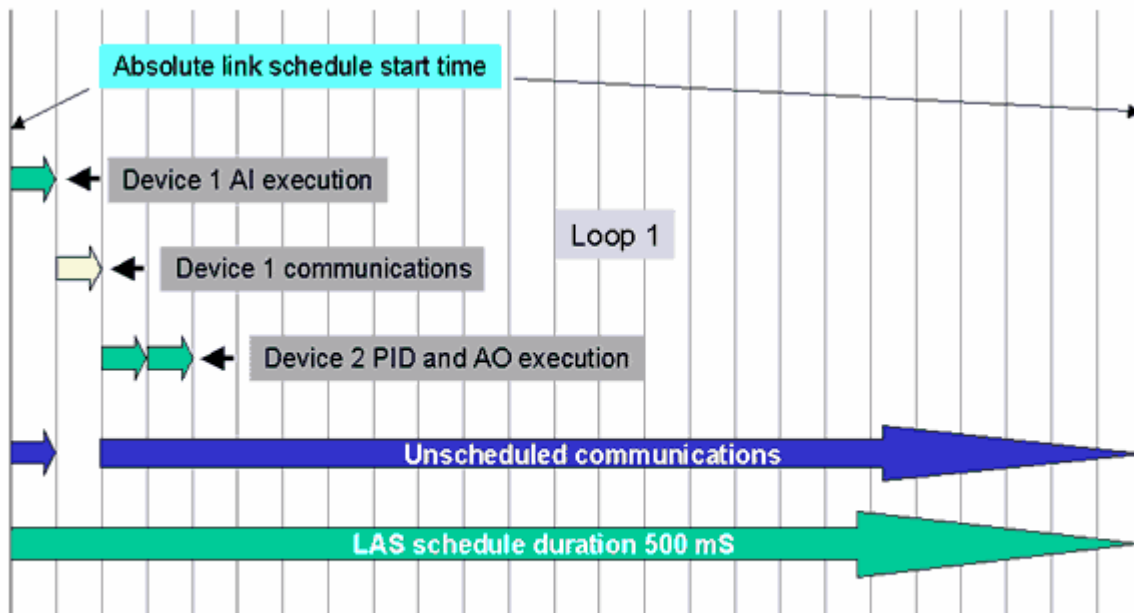 Absolute link schedule start time
Device 1 AI execution
Loop 1
Device 1 communications
Device 2 PID and AO execution
Unscheduled communications
LAS schedule duration 500 mS